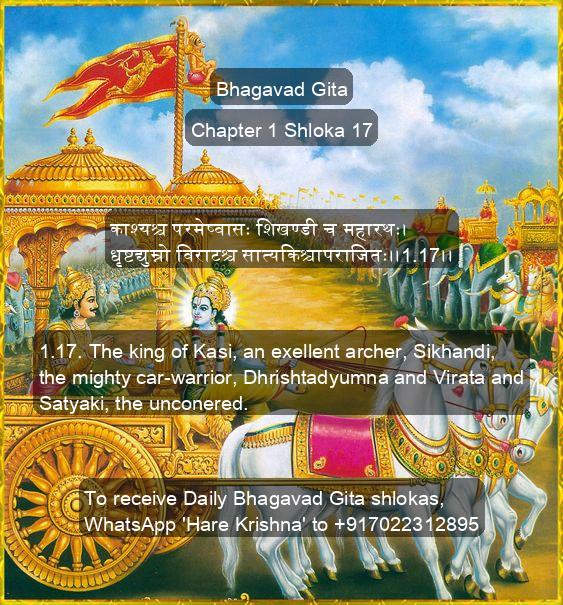 Bhagavad Gita
Chapter 1 Shloka 17
काश्यश्च परमेष्वासः शिखण्डी च महारथः।
धृष्टद्युम्नो विराटश्च सात्यकिश्चापराजितः।।1.17।।
1.17. The king of Kasi, an exellent archer, Sikhandi,
the mighty car-warrior, Dhrishtadyumna and Virata and
Satyaki, the unconered.
To receive Daily Bhagavad Gita shlokas,
WhatsApp 'Hare Krishna' to +917022312895